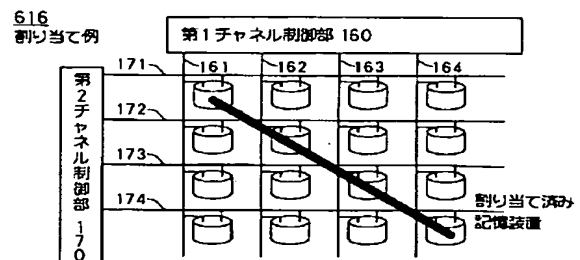 616
割り当て例
第1チャネル制御部 160
171 161 162 163 164
172
173
174
第2チャネル制御部 170
割り当て済み
記憶装置